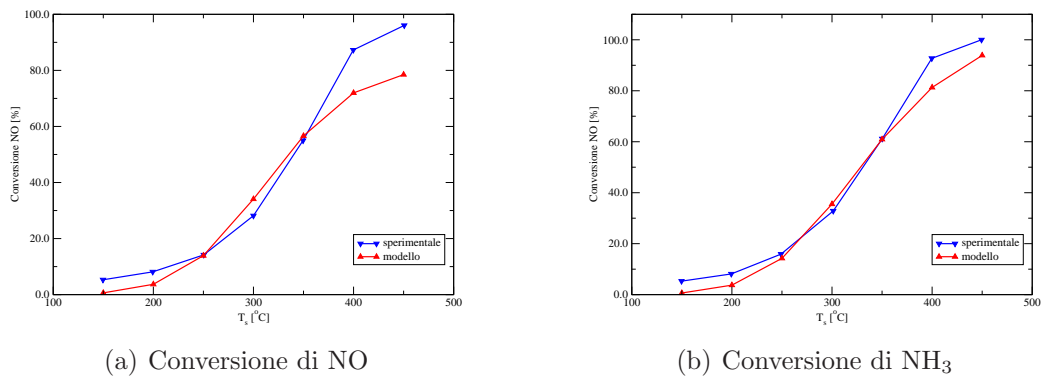 100.0
80.0
60.0
40.0
20.0
0.0
Conversione NO [%]
100
200
300
400
500
T_s [°C]
sperimentale
modello
(a) Conversione di NO
100.0
80.0
60.0
40.0
20.0
0.0
Conversione NO [%]
100
200
300
400
500
T_s [°C]
sperimentale
modello
(b) Conversione di NH₃